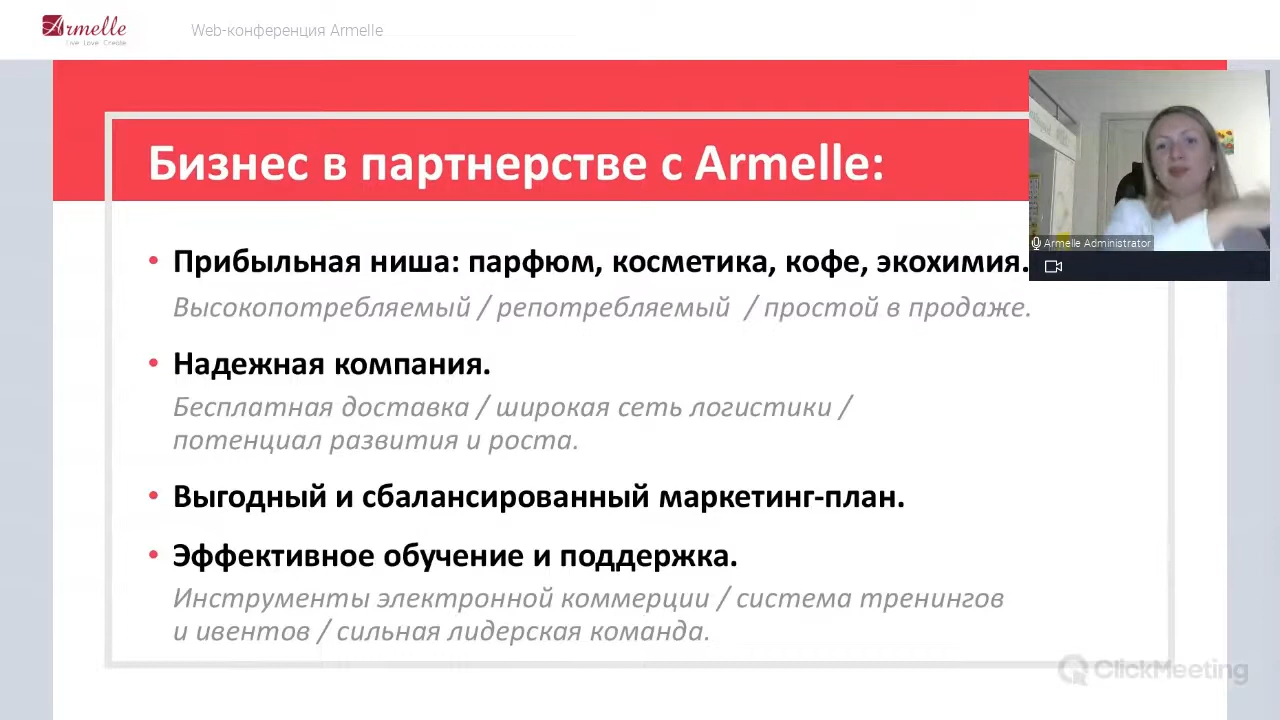 Armelle
Live Love Create
Web-конференция Armelle
Бизнес в партнерстве с Armelle:
• Прибыльная ниша: парфюм, косметика, кофе, экохимия.
Высокопотребляемый / репотребляемый / простой в продаже.
• Надежная компания.
Бесплатная доставка / широкая сеть логистики /
потенциал развития и роста.
• Выгодный и сбалансированный маркетинг-план.
• Эффективное обучение и поддержка.
Инструменты электронной коммерции / система тренингов
и ивентов / сильная лидерская команда.
Armelle Administrator
ClickMeeting